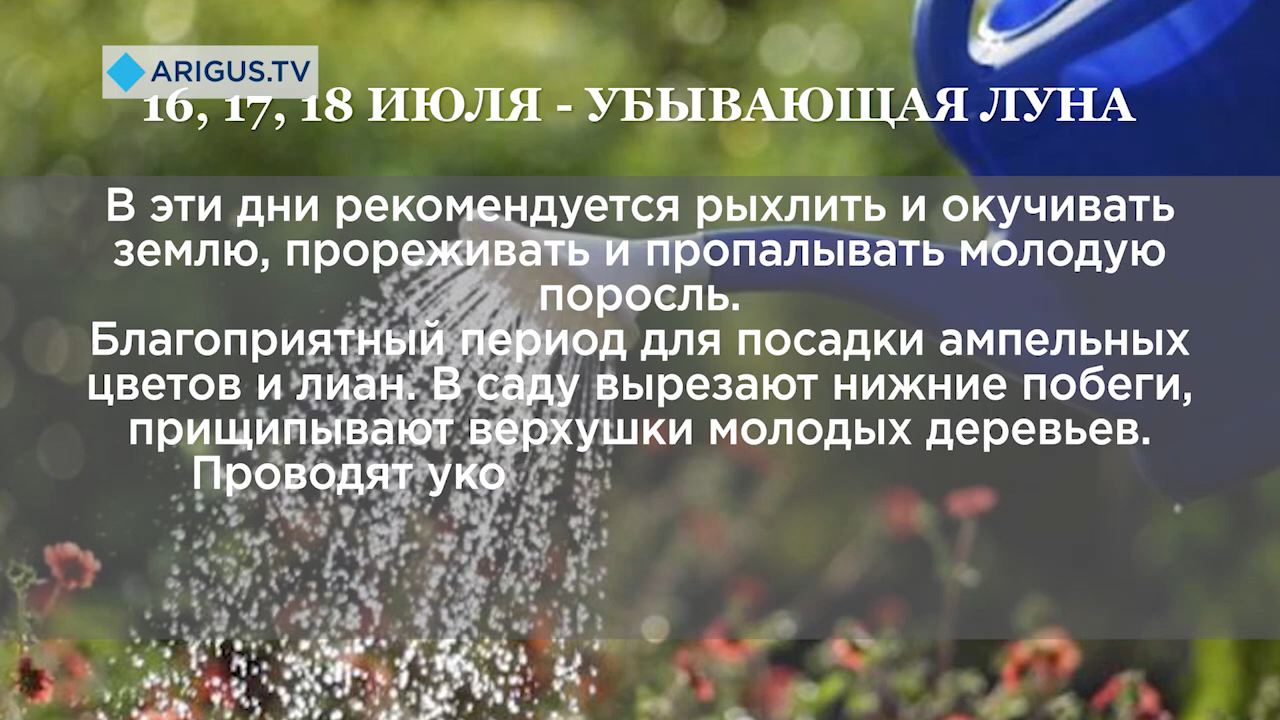 ARIGUS.TV
16, 17, 18 ИЮЛЯ - УБЫВАЮЩАЯ ЛУНА
В эти дни рекомендуется рыхлить и окучивать
землю, прореживать и пропалывать молодую
поросль.
Благоприятный период для посадки ампельных
цветов и лиан. В саду вырезают нижние побеги,
прищипывают верхушки молодых деревьев.
Проводят уко